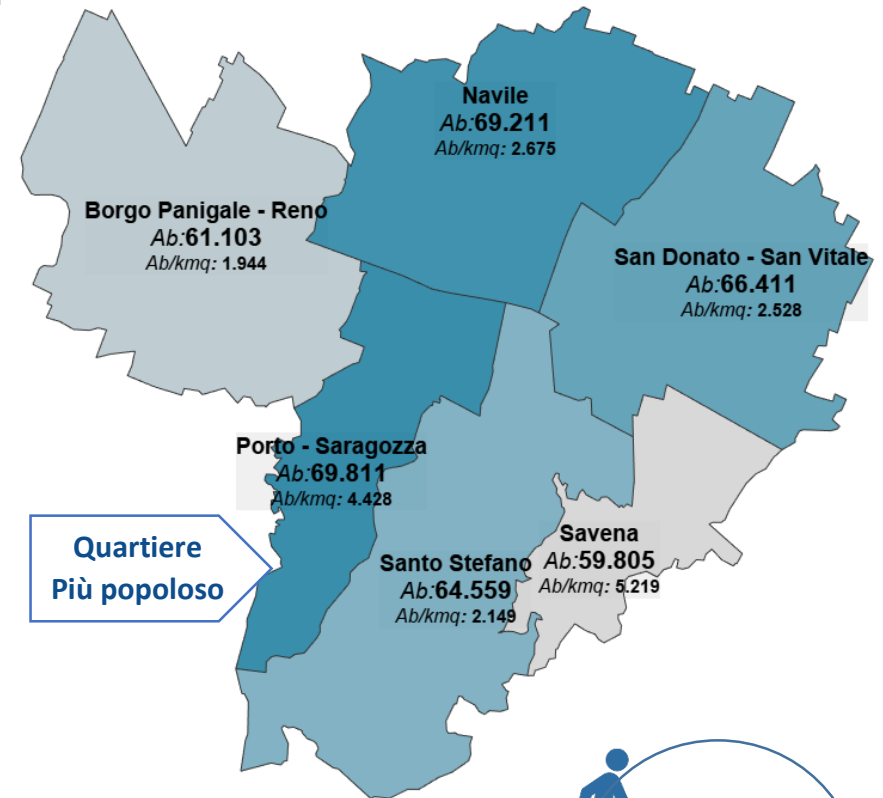 Navile
Ab:69.211
Ab/kmq: 2.675
Borgo Panigale - Reno
Ab:61.103
Ab/kmq: 1.944
San Donato - San Vitale
Ab:66.411
Ab/kmq: 2.528
Porto - Saragozza
Ab:69.811
Ab/kmq: 4.428
Quartiere
Più popoloso
Santo Stefano
Ab:64.559
Ab/kmq: 2.149
Savena
Ab:59.805
Ab/kmq: 5.219